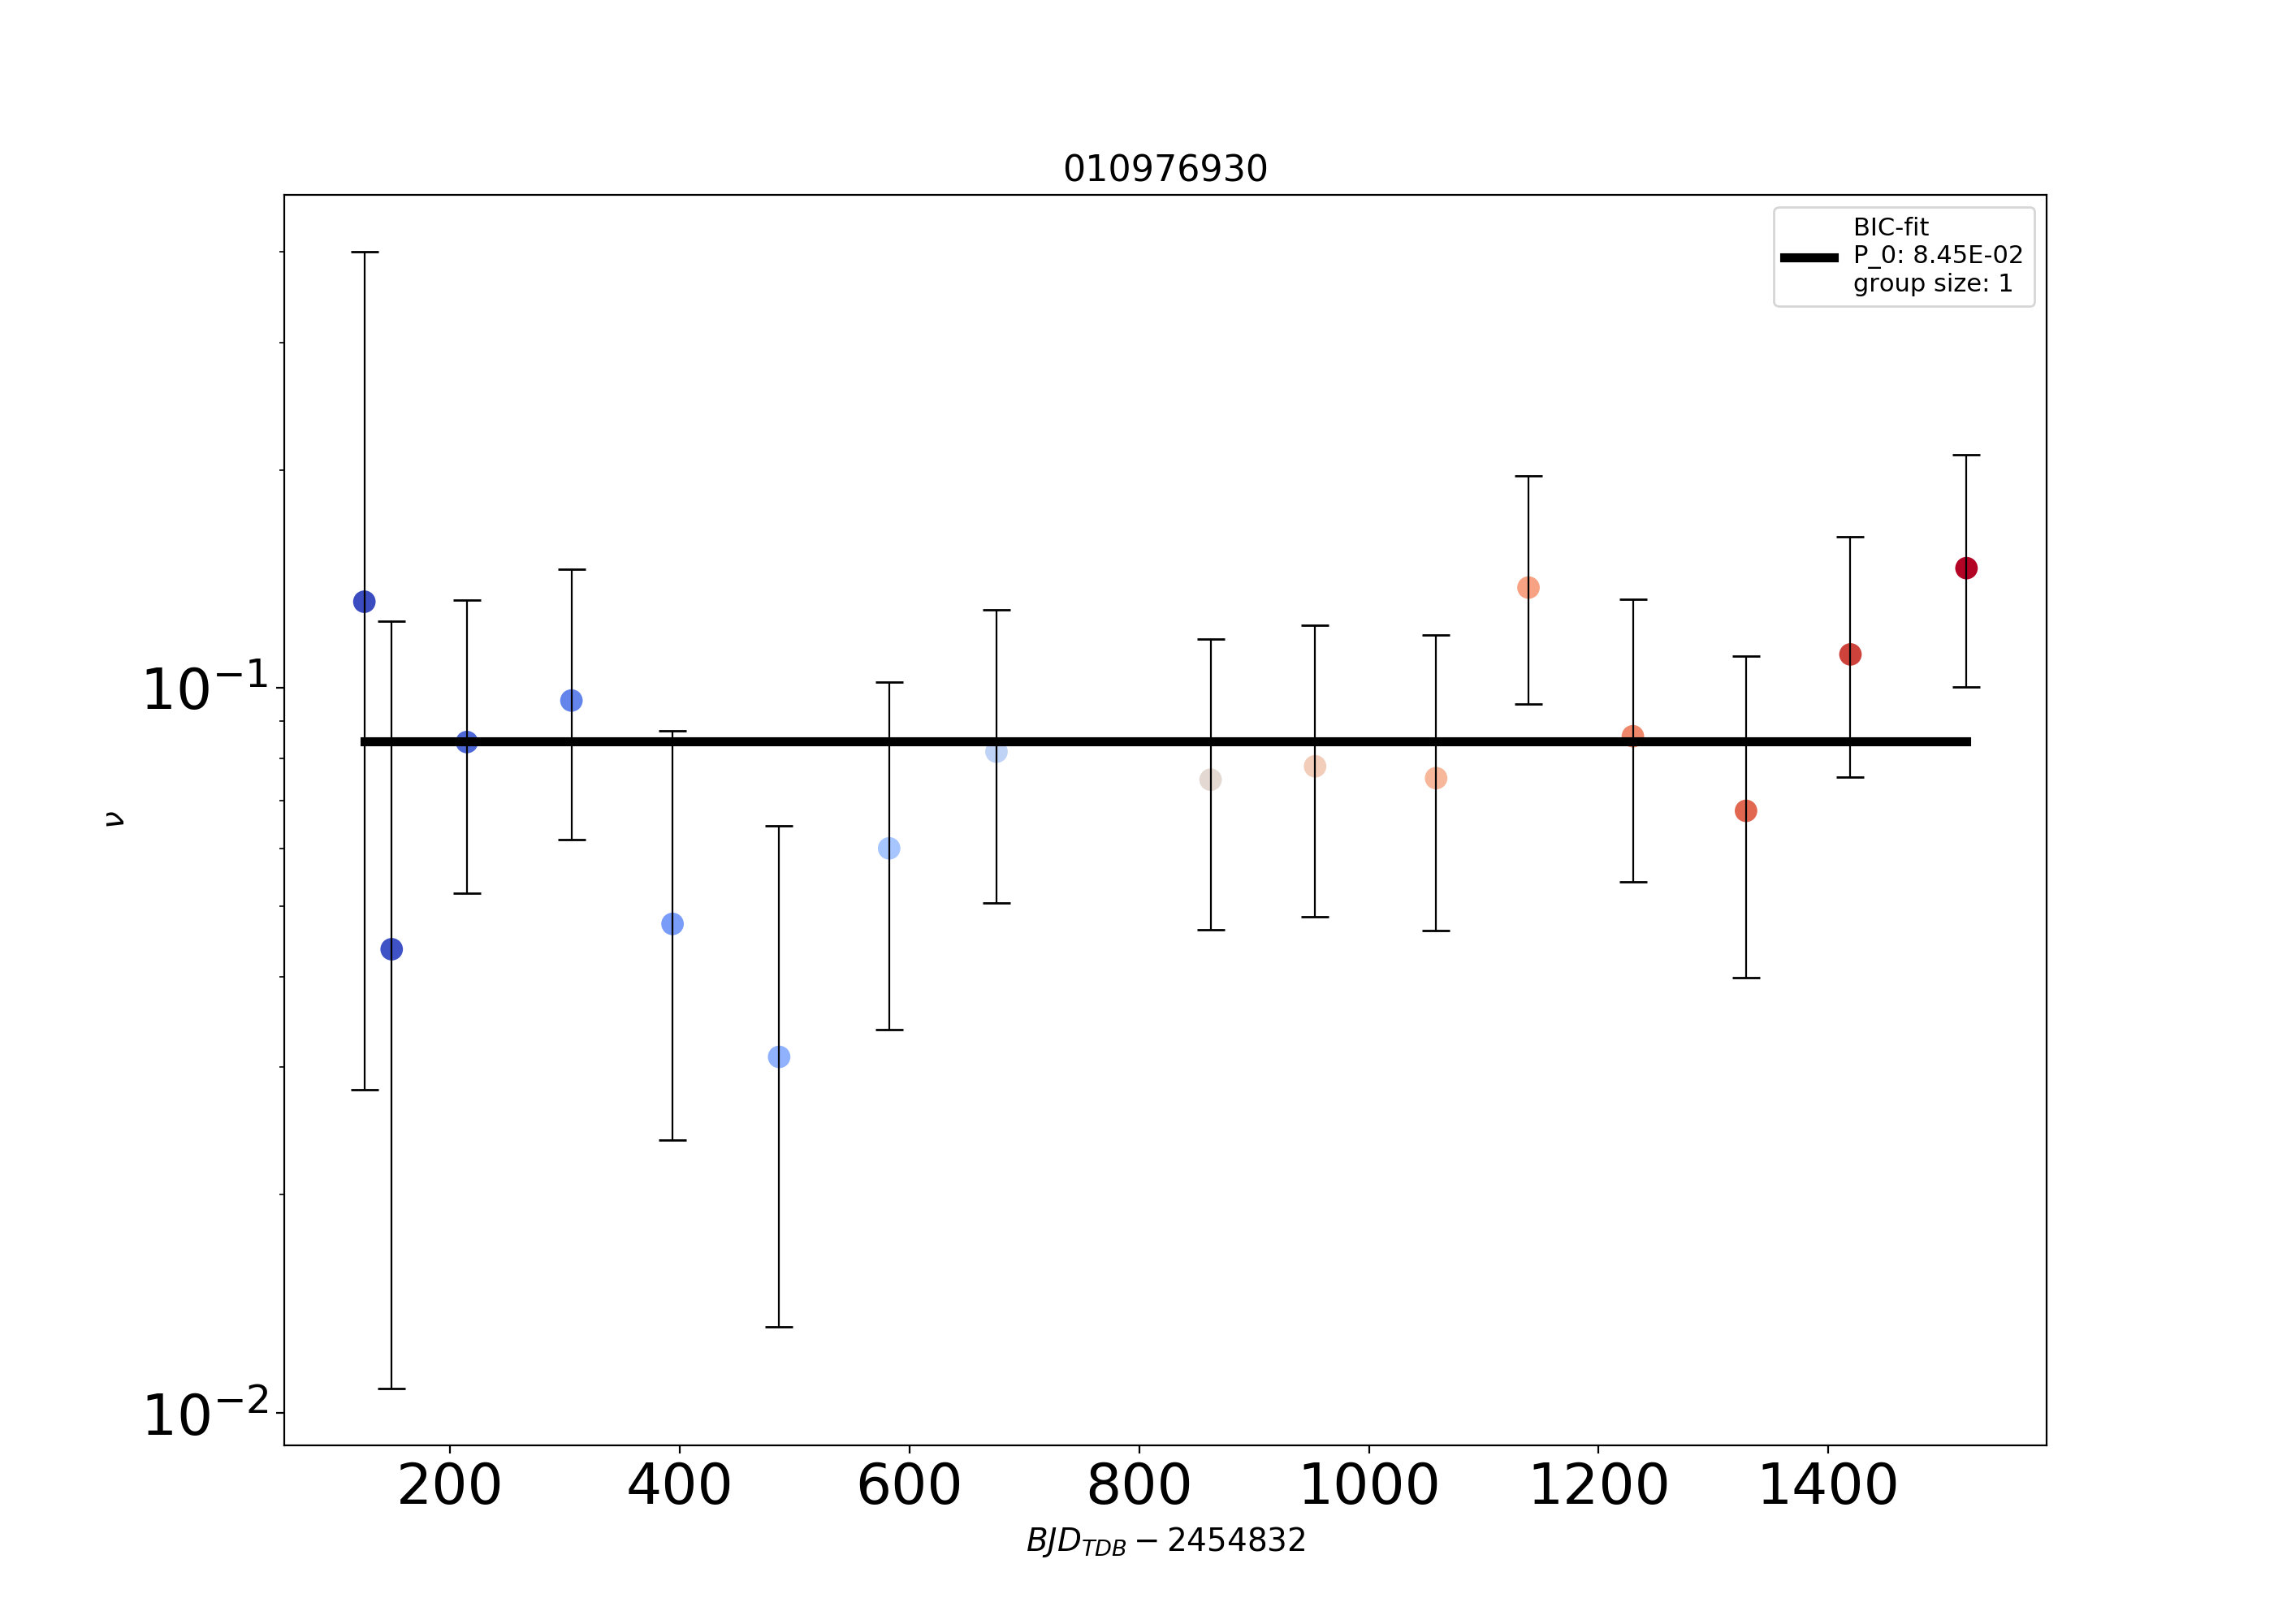 010976930
BIC-fit
P_0: 8.45E-02
group size: 1
10⁻¹
10⁻²
ν
200 400 600 800 1000 1200 1400
BJD_TDB − 2454832